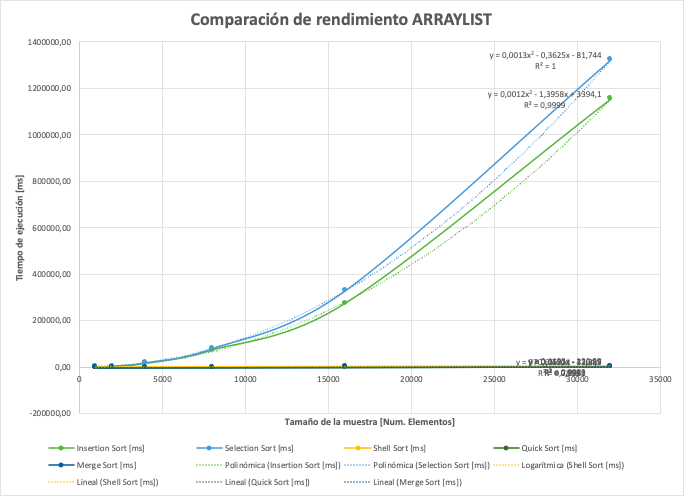 Comparación de rendimiento ARRAYLIST
1400000,00
1200000,00
1000000,00
800000,00
600000,00
400000,00
200000,00
0,00
-200000,00
Tiempo de ejecución [ms]
y = 0,0013x² - 0,3625x - 81,744
R² = 1
y = 0,0012x² - 1,3958x + 3394,1
R² = 0,9999
0
5000
10000
15000
20000
25000
30000
35000
Tamaño de la muestra [Num. Elementos]
Insertion Sort [ms]
Selection Sort [ms]
Shell Sort [ms]
Quick Sort [ms]
Merge Sort [ms]
Polinómica (Insertion Sort [ms])
Polinómica (Selection Sort [ms])
Logarítmica (Shell Sort [ms])
Lineal (Shell Sort [ms])
Lineal (Quick Sort [ms])
Lineal (Merge Sort [ms])